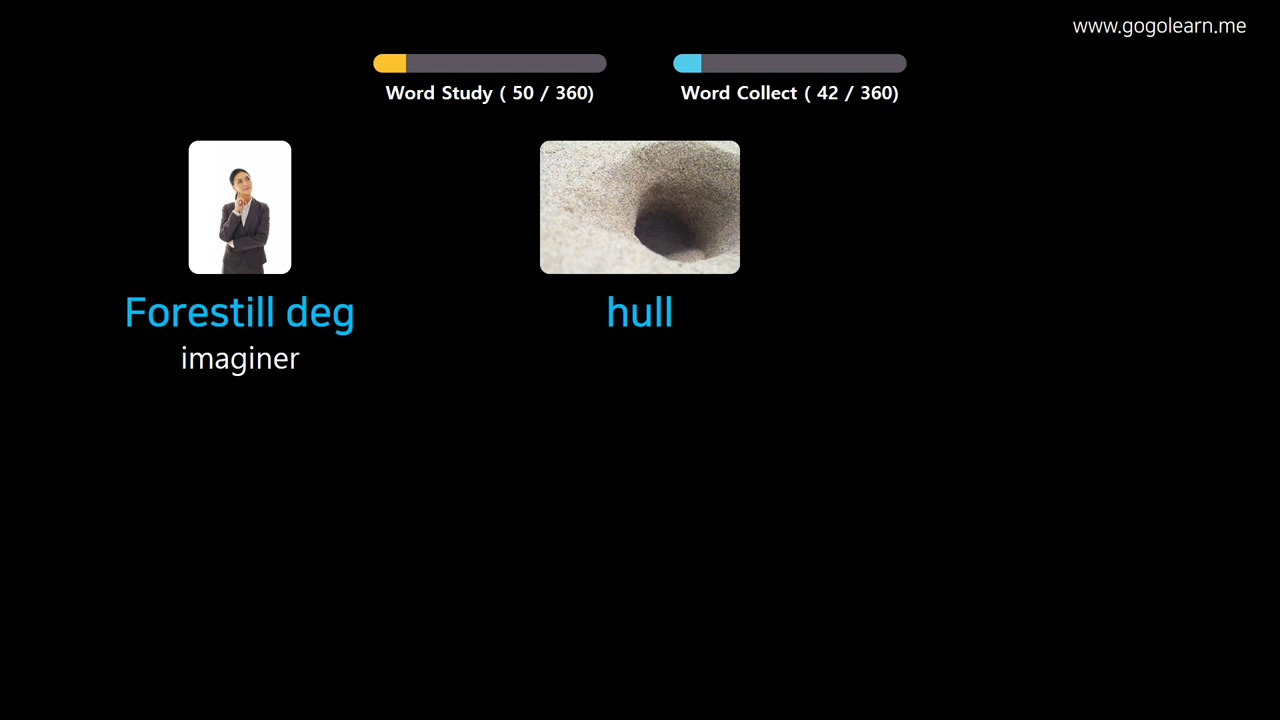 www.gogolearn.me
Word Study ( 50 / 360)
Word Collect ( 42 / 360)
Forestill deg
imaginer
hull